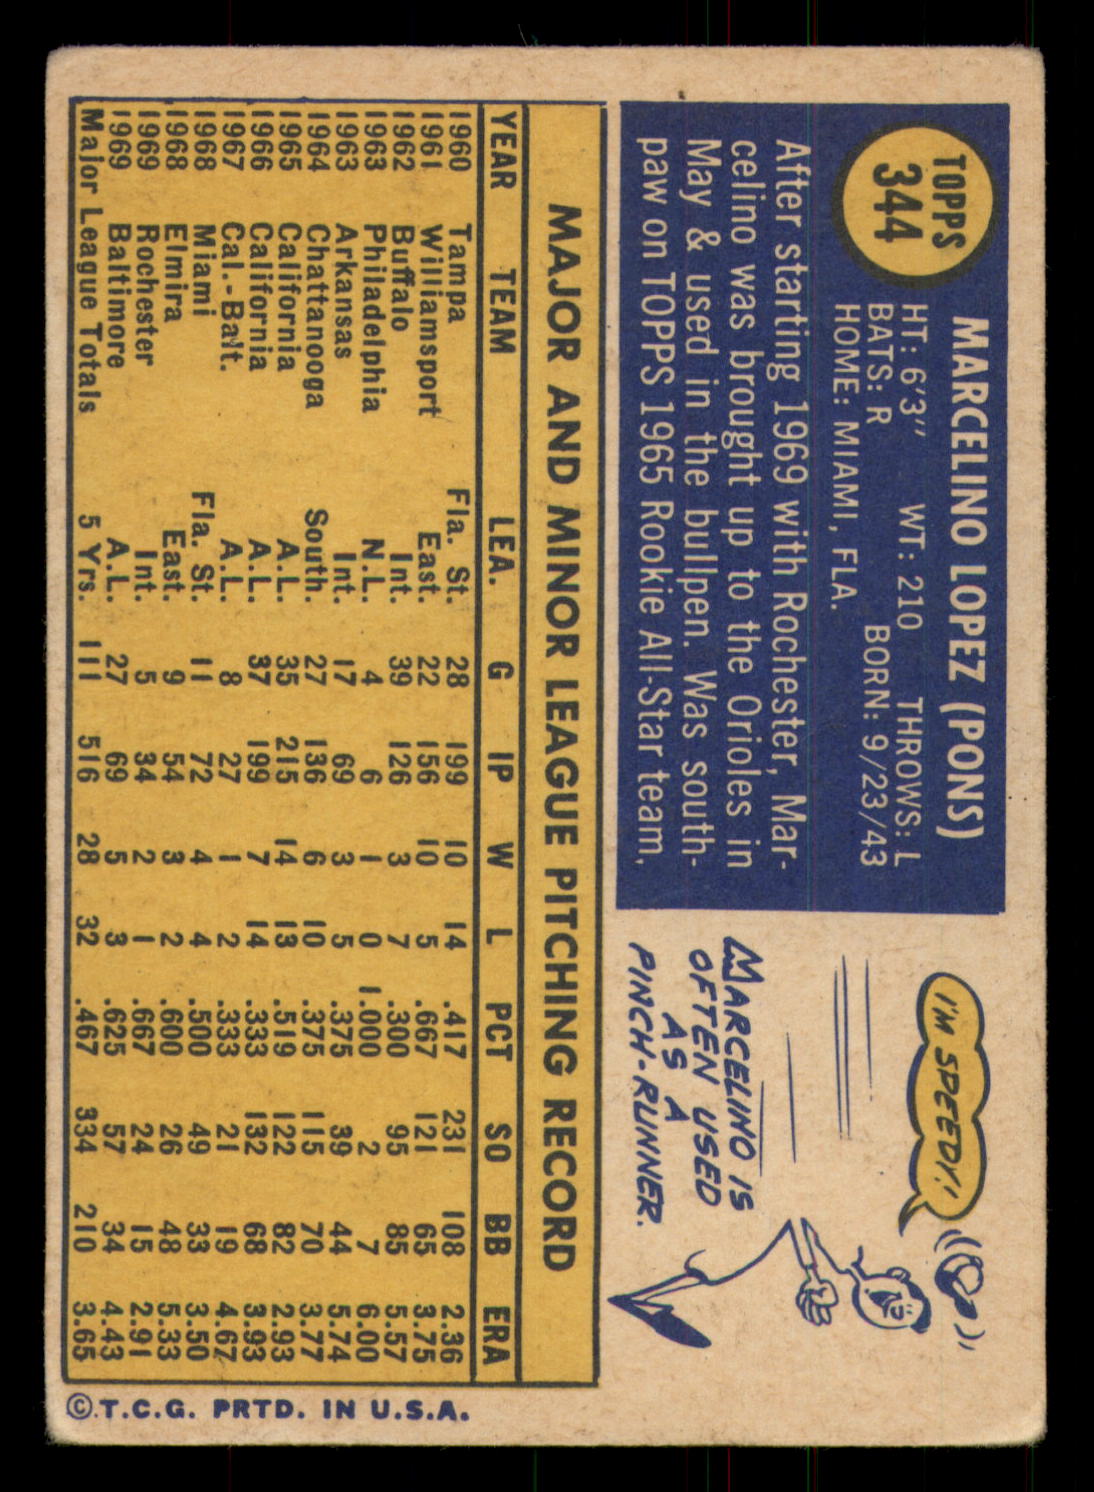 TOPPS
344
MARCELINO LOPEZ (PONS)
HT: 6'3" WT: 210 THROWS: L
BATS: R BORN: 9/23/43
HOME: MIAMI, FLA.
After starting 1969 with Rochester, Mar-
celino was brought up to the Orioles in
May & used in the bullpen. Was south-
paw on TOPPS 1965 Rookie All-Star team.
I'M SPEEDY!!
MARCELINO IS
OFTEN USED
AS A
PINCH-RUNNER.
MAJOR AND MINOR LEAGUE PITCHING RECORD
YEAR TEAM LEA. G IP W L PCT SO BB ERA
1960 Tampa Fla. St. 28 199 10 14 .417 231 108 2.36
1961 Williamsport East. 22 156 10 5 .667 121 65 3.75
1962 Buffalo Int. 39 126 3 7 .300 95 85 5.57
1963 Philadelphia N.L. 4 6 1 0 1.000 2 7 6.00
1963 Arkansas Int. 17 69 3 5 .375 39 44 5.74
1964 Chattanooga South. 27 136 6 10 .375 115 70 3.77
1965 California A.L. 35 215 14 13 .519 122 82 2.93
1966 California A.L. 37 199 7 14 .333 132 68 3.93
1967 Cal.-Balt. A.L. 8 27 1 2 .333 21 19 4.67
1968 Miami Fla. St. 11 72 4 4 .500 49 33 3.50
1968 Elmira East. 9 54 3 2 .600 26 48 5.33
1969 Rochester Int. 5 34 2 1 .667 24 15 2.91
1969 Baltimore A.L. 27 69 5 3 .625 57 34 4.43
Major League Totals 5 Yrs. 111 516 28 32 .467 334 210 3.65
©T.C.G. PRTD. IN U.S.A.